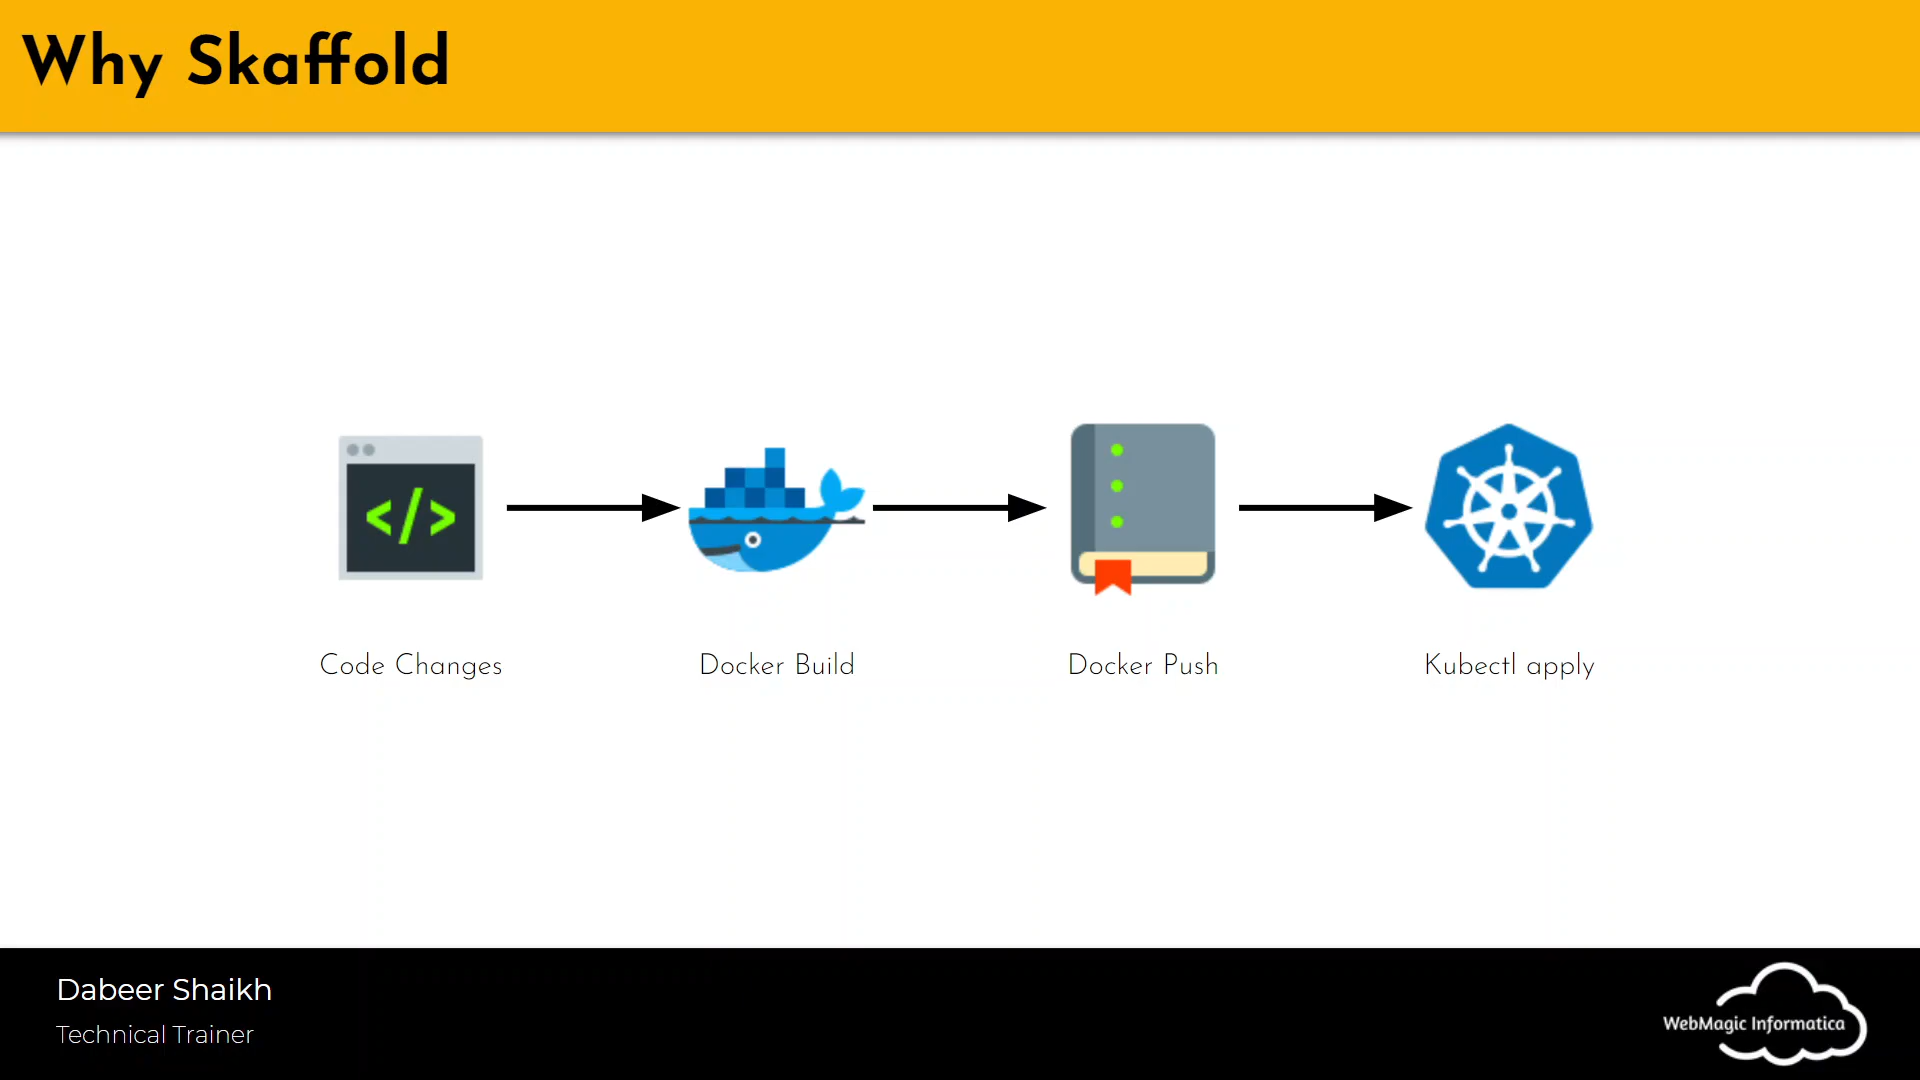 Why Skaffold
</>
Code Changes
Docker Build
Docker Push
Kubectl apply
Dabeer Shaikh
Technical Trainer
WebMagic Informatica